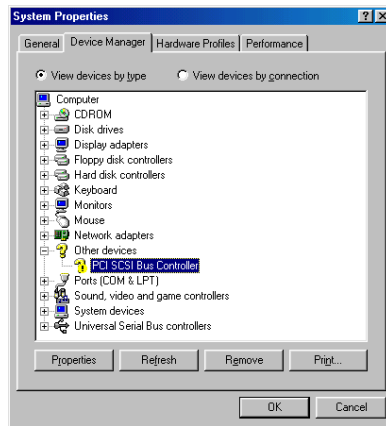 System Properties
General Device Manager Hardware Profiles Performance
View devices by type View devices by connection
Computer
CDROM
Disk drives
Display adapters
Floppy disk controllers
Hard disk controllers
Keyboard
Monitors
Mouse
Network adapters
Other devices
PCI SCSI Bus Controller
Ports (COM & LPT)
Sound, video and game controllers
System devices
Universal Serial Bus controllers
Properties Refresh Remove Print...
OK Cancel